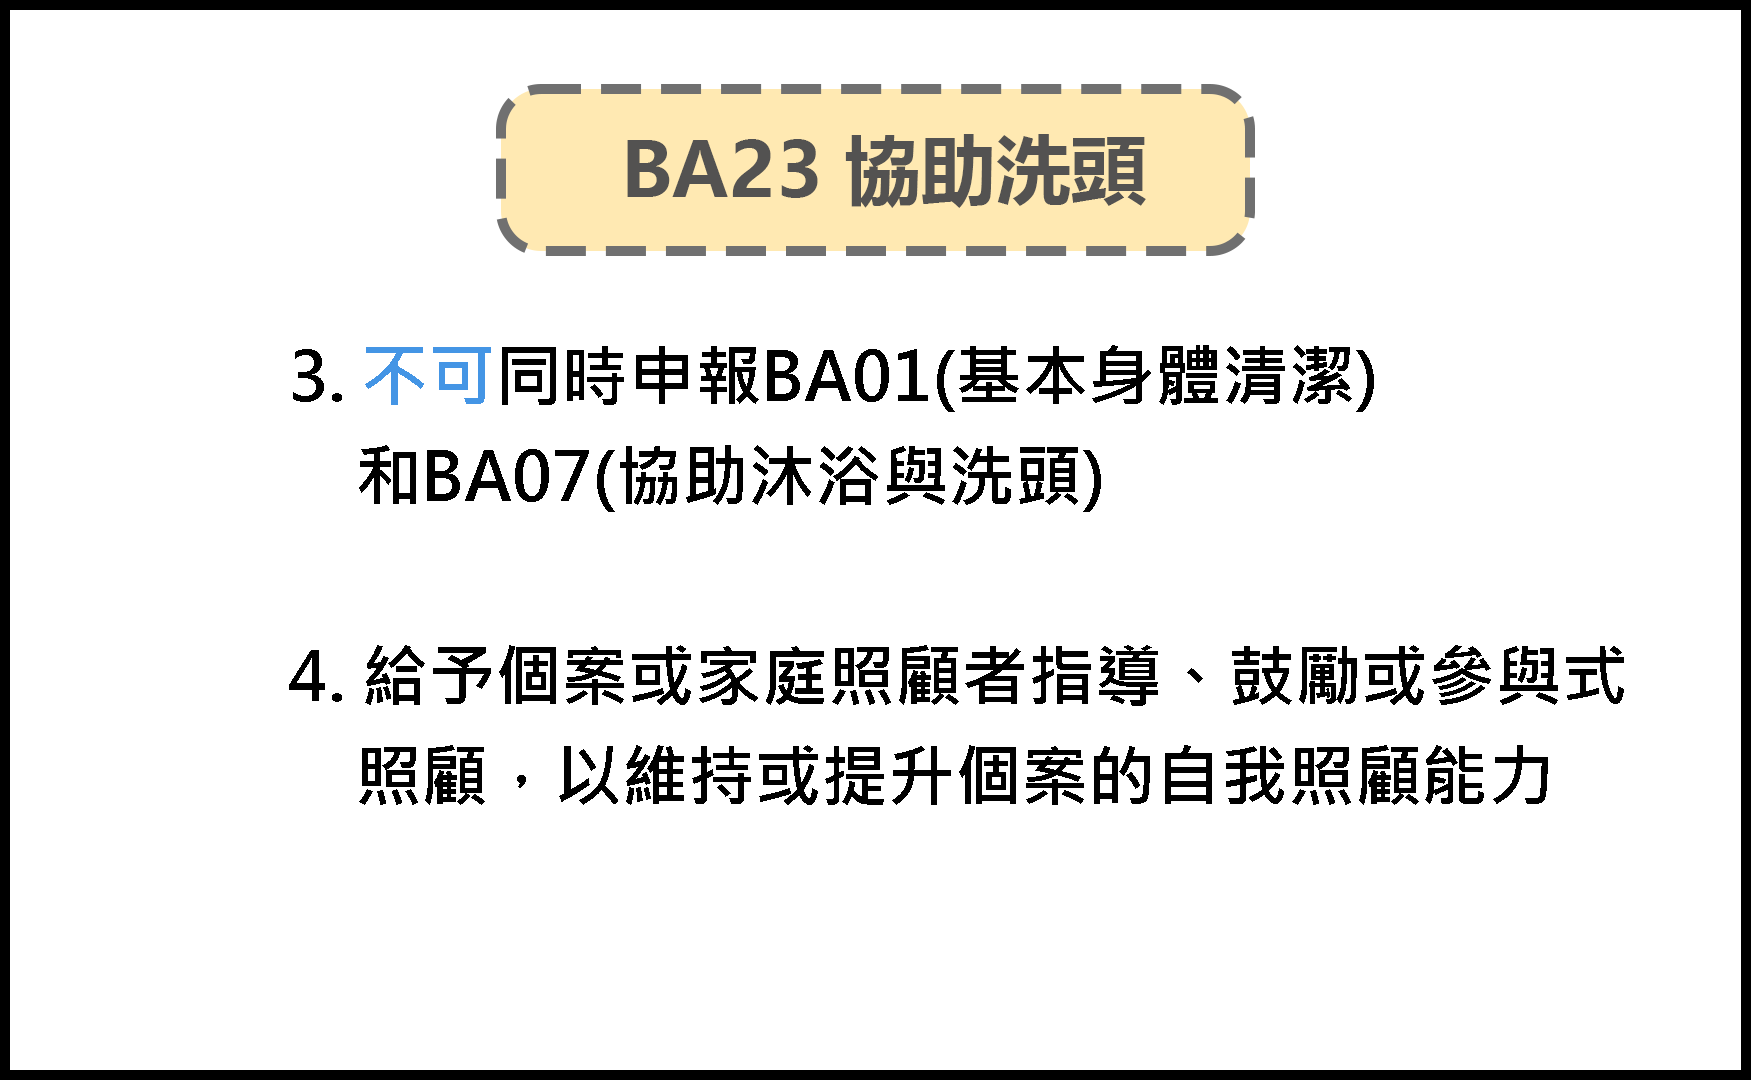 BA23 協助洗頭
3. 不可同時申報BA01(基本身體清潔)
和BA07(協助沐浴與洗頭)
4. 給予個案或家庭照顧者指導、鼓勵或參與式
照顧，以維持或提升個案的自我照顧能力